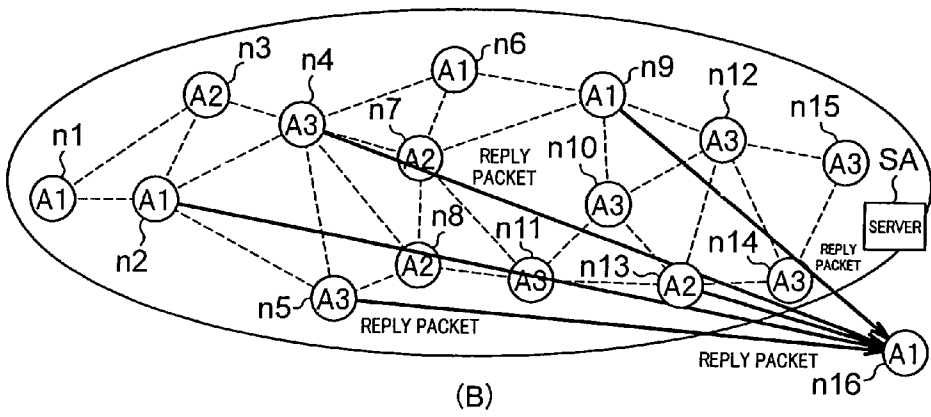 n3
n4
n6
n9
n12
n15
SA
n1
A2
A3
n7
A1
A1
n10
A3
A3
SERVER
A1
A1
A2
REPLY
PACKET
A3
n2
n8
n11
n14
REPLY
PACKET
n5
A3
A2
A3
n13
A2
A3
REPLY PACKET
REPLY PACKET
A1
n16
(B)